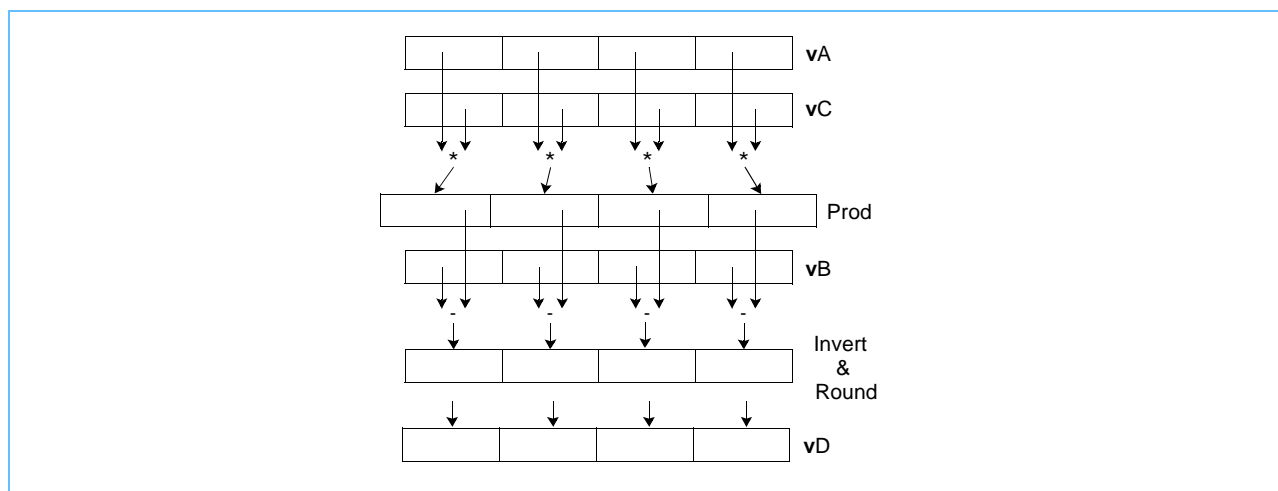 vA
vC
* * * *
Prod
vB
- - - -
Invert
&
Round
vD